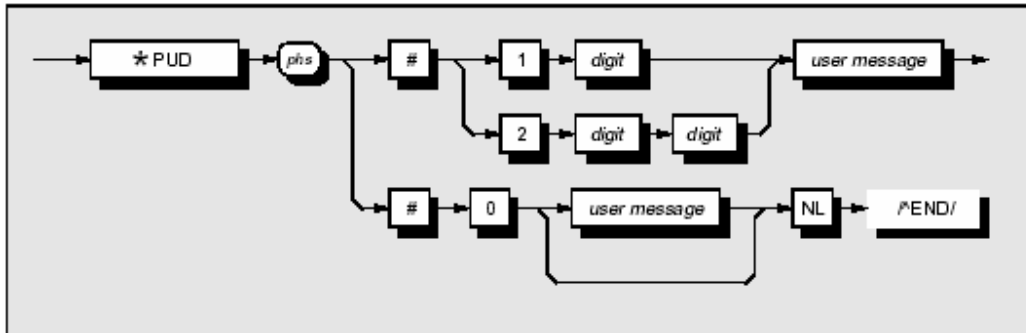 *PUD phs # 1 digit user message
2 digit digit
# 0 user message NL /^END/